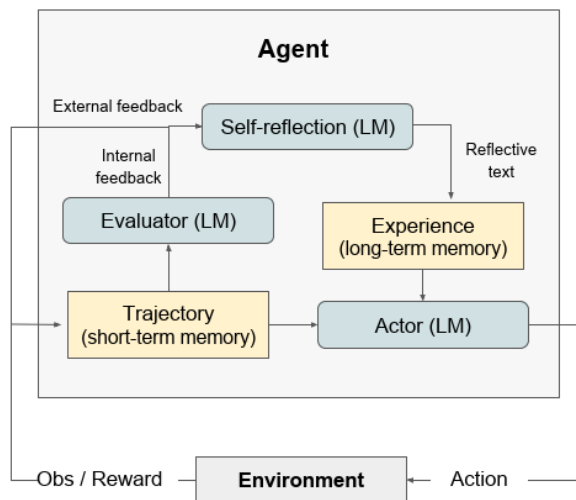 Agent
External feedback
Self-reflection (LM)
Internal
feedback
Reflective
text
Evaluator (LM)
Experience
(long-term memory)
Trajectory
(short-term memory)
Actor (LM)
Obs / Reward
Environment
Action